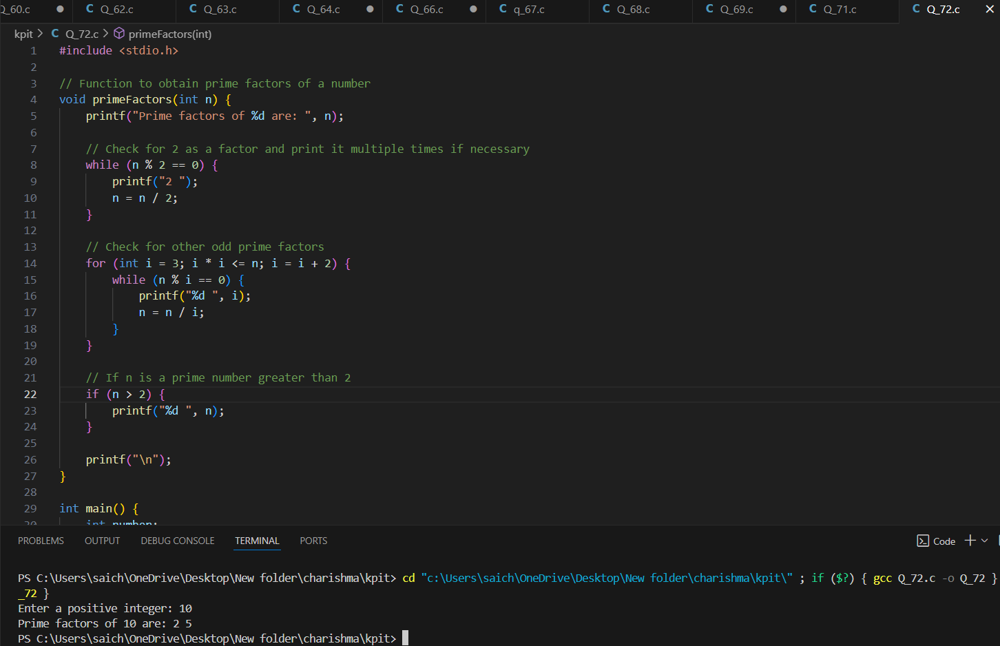 Q_60.c ● C Q_62.c C Q_63.c C Q_64.c ● C Q_66.c ● C q_67.c C Q_68.c C Q_69.c ● C Q_71.c C Q_72.c ×
kpit > C Q_72.c > primeFactors(int)
1 #include <stdio.h>
2
3 // Function to obtain prime factors of a number
4 void primeFactors(int n) {
5 printf("Prime factors of %d are: ", n);
6
7 // Check for 2 as a factor and print it multiple times if necessary
8 while (n % 2 == 0) {
9 printf("2 ");
10 n = n / 2;
11 }
12
13 // Check for other odd prime factors
14 for (int i = 3; i * i <= n; i = i + 2) {
15 while (n % i == 0) {
16 printf("%d ", i);
17 n = n / i;
18 }
19 }
20
21 // If n is a prime number greater than 2
22 if (n > 2) {
23 printf("%d ", n);
24 }
25
26 printf("\n");
27 }
28
29 int main() {
30 int number;
PROBLEMS OUTPUT DEBUG CONSOLE TERMINAL PORTS Code
PS C:\Users\saich\OneDrive\Desktop\New folder\charishma\kpit> cd "c:\Users\saich\OneDrive\Desktop\New folder\charishma\kpit\" ; if ($?) { gcc Q_72.c -o Q_72 }
_72 }
Enter a positive integer: 10
Prime factors of 10 are: 2 5
PS C:\Users\saich\OneDrive\Desktop\New folder\charishma\kpit>